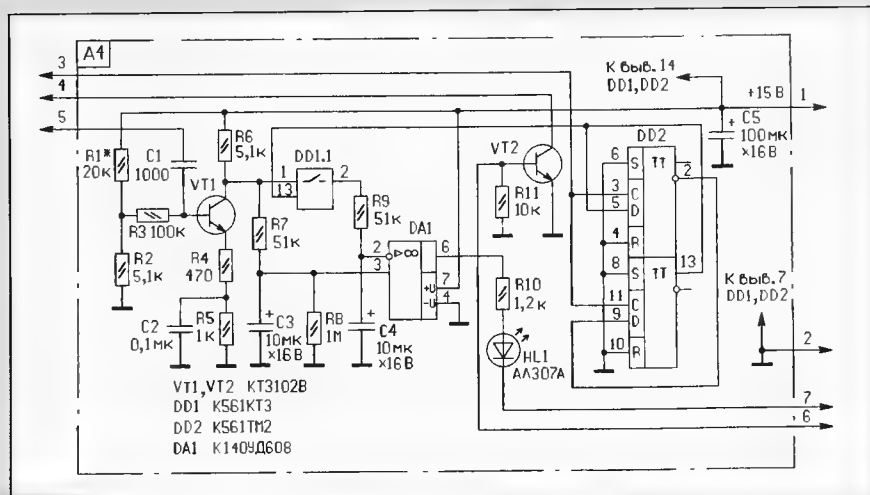 A4
3
4
5
К выв. 14
DD1, DD2
+15 В
1
R1*
20к
C1
1000
R6
5,1к
DD1.1
1
2
13
VT1
VT2
C5
100мк
×16В
+
DD2
6
S
TT
2
3
C
5
D
4
R
8
S
TT
13
11
C
9
D
10
R
R3 100к
R2
5,1к
R4
470
R7
51к
R9
51к
DA1
R11
10к
2
3
▷∞
6
7
+U
4
-U
R10
1,2к
К выв. 7
DD1, DD2
2
C2
0,1мк
R5
1к
+
C3
10мк
×16В
R8
1М
+
C4
10мк
×16В
HL1
АЛ307А
7
6
VT1, VT2 КТ3102В
DD1 К561КТ3
DD2 К561ТМ2
DA1 К140УД608